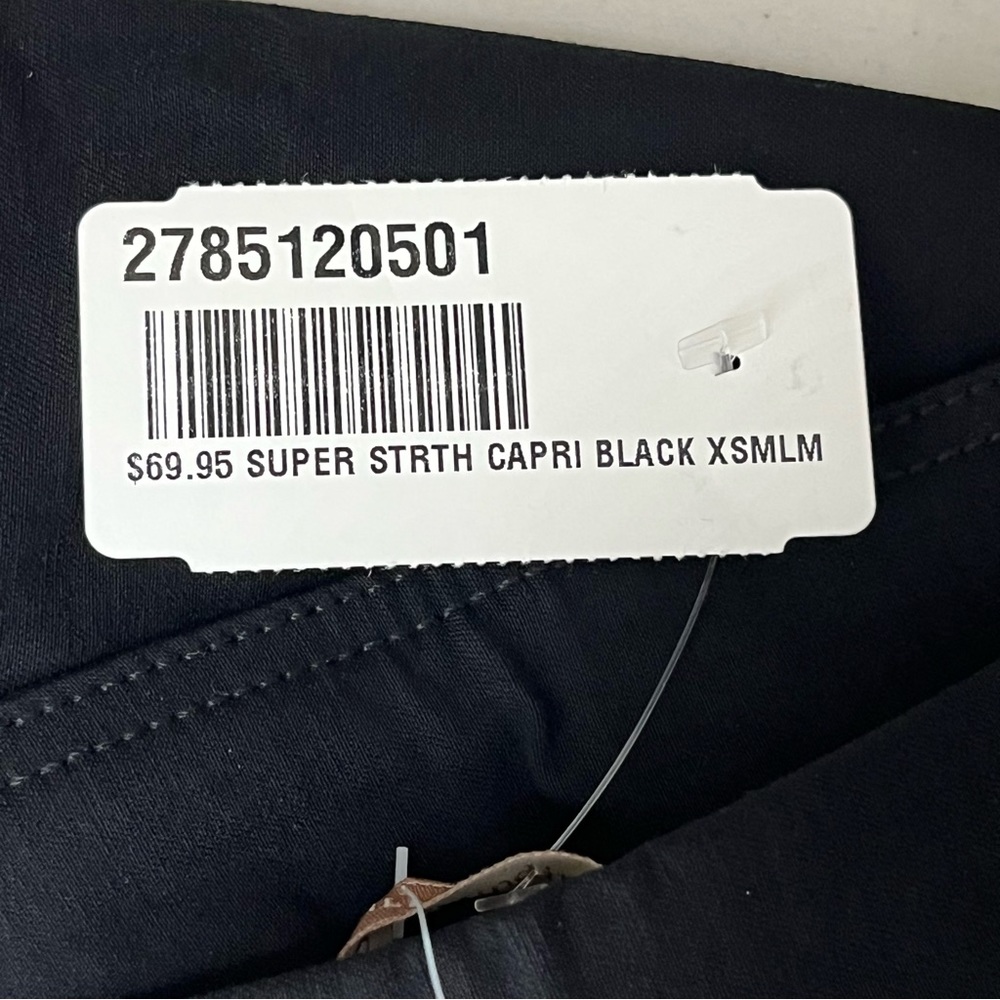 2785120501
$69.95 SUPER STRTH CAPRI BLACK XSMLM